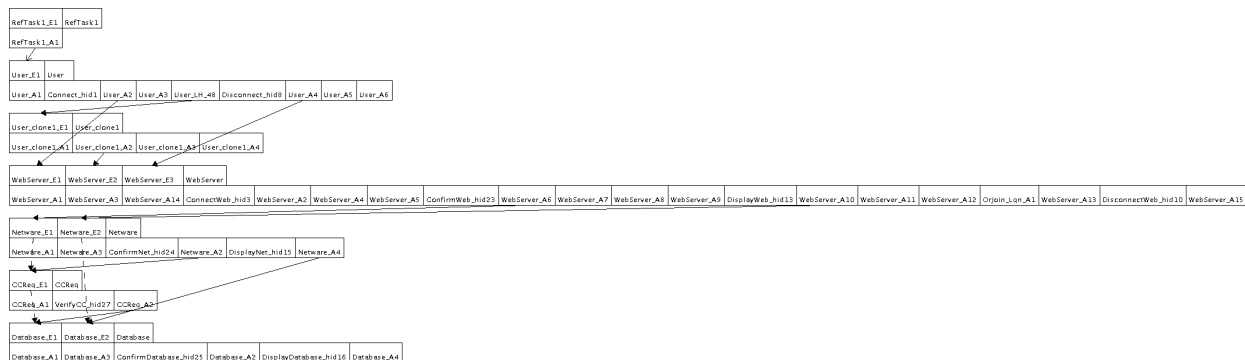 RefTask1_E1 RefTask1
RefTask1_A1
User_E1 User
User_A1 Connect_hid1 User_A2 User_A3 User_LH_48 Disconnect_hid8 User_A4 User_A5 User_A6
User_clone1_E1 User_clone1
User_clone1_A1 User_clone1_A2 User_clone1_A3 User_clone1_A4
WebServer_E1 WebServer_E2 WebServer_E3 WebServer
WebServer_A1 WebServer_A3 WebServer_A14 ConnectWeb_hid3 WebServer_A2 WebServer_A4 WebServer_A5 ConfirmWeb_hid23 WebServer_A6 WebServer_A7 WebServer_A8 WebServer_A9 DisplayWeb_hid13 WebServer_A10 WebServer_A11 WebServer_A12 OrJoin_Lqn_A1 WebServer_A13 DisconnectWeb_hid10 WebServer_A15
Netware_E1 Netware_E2 Netware
Netware_A1 Netware_A3 ConfirmNet_hid24 Netware_A2 DisplayNet_hid15 Netware_A4
CCReq_E1 CCReq
CCReq_A1 VerifyCC_hid27 CCReq_A2
Database_E1 Database_E2 Database
Database_A1 Database_A3 ConfirmDatabase_hid25 Database_A2 DisplayDatabase_hid16 Database_A4